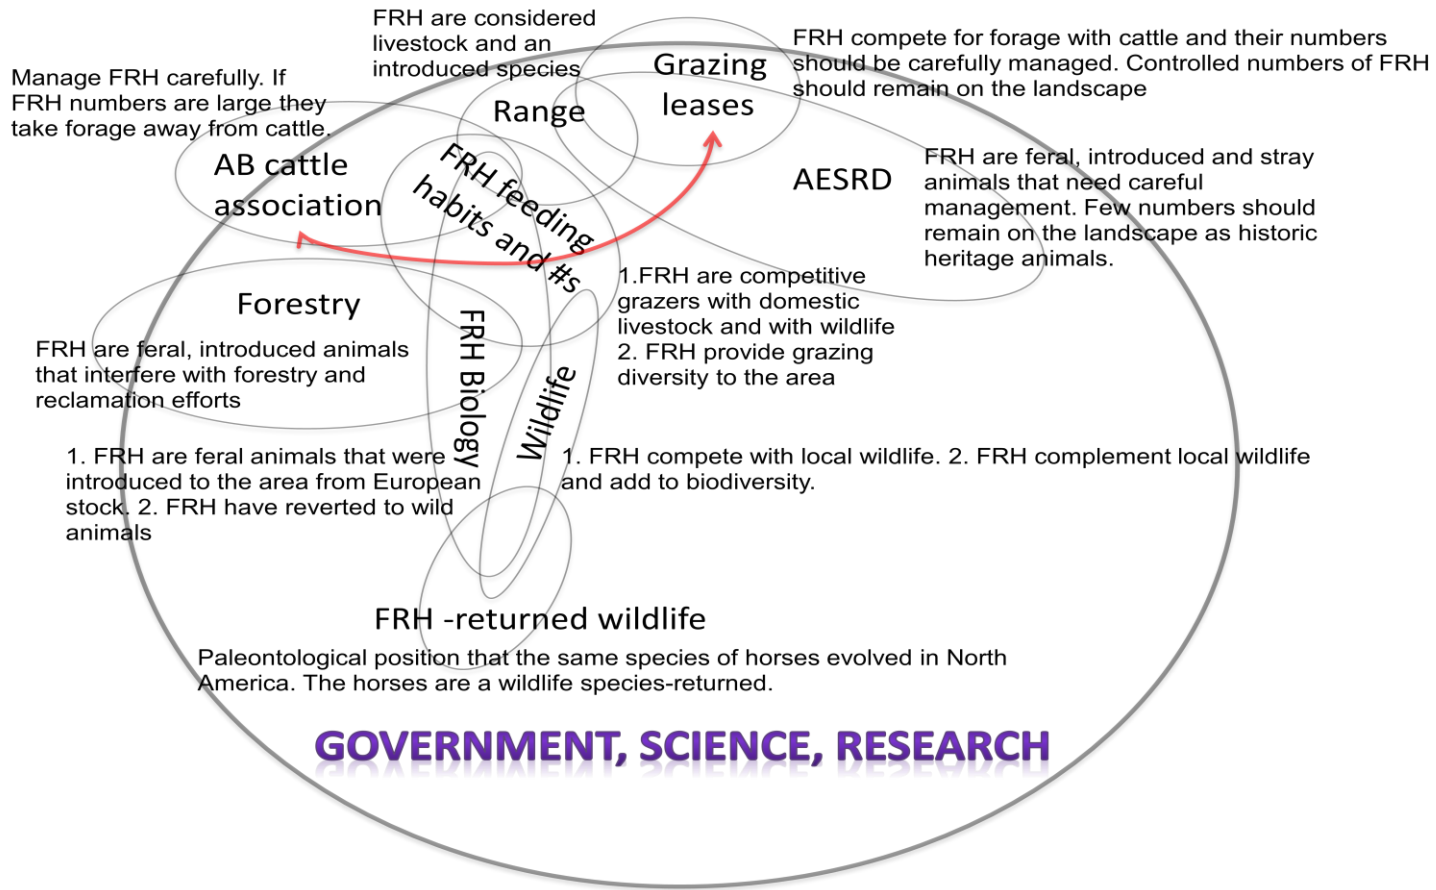 FRH are considered
livestock and an
introduced species
Grazing
leases
FRH compete for forage with cattle and their numbers
should be carefully managed. Controlled numbers of FRH
should remain on the landscape
Manage FRH carefully. If
FRH numbers are large they
take forage away from cattle.
Range
AB cattle
association
FRH feeding
habits and #s
AESRD
FRH are feral, introduced and stray
animals that need careful
management. Few numbers should
remain on the landscape as historic
heritage animals.
Forestry
FRH are feral, introduced animals
that interfere with forestry and
reclamation efforts
1.FRH are competitive
grazers with domestic
livestock and with wildlife
2. FRH provide grazing
diversity to the area
FRH Biology
Wildlife
1. FRH are feral animals that were
introduced to the area from European
stock. 2. FRH have reverted to wild
animals
1. FRH compete with local wildlife. 2. FRH complement local wildlife
and add to biodiversity.
FRH -returned wildlife
Paleontological position that the same species of horses evolved in North
America. The horses are a wildlife species-returned.
GOVERNMENT, SCIENCE, RESEARCH